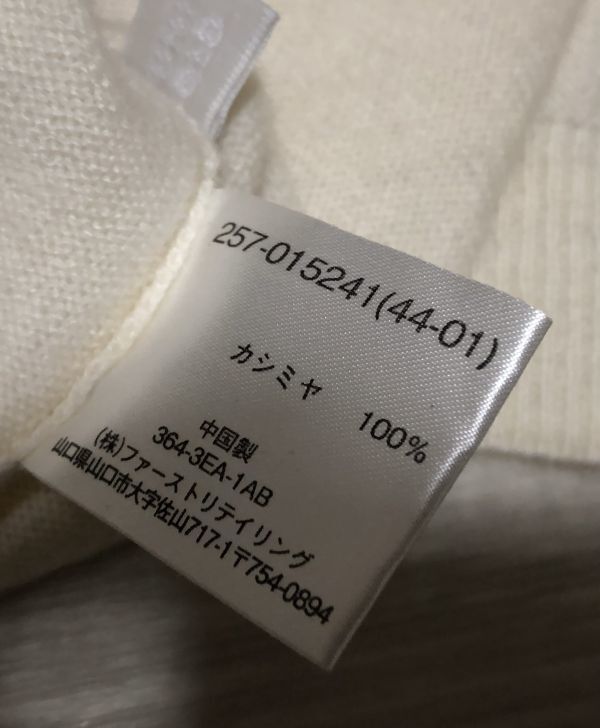 257-015241(44-01)
カシミヤ 100%
中国製
364-3EA-1AB
(株)ファーストリテイリング
山口県山口市大字佐山717-1〒754-0894